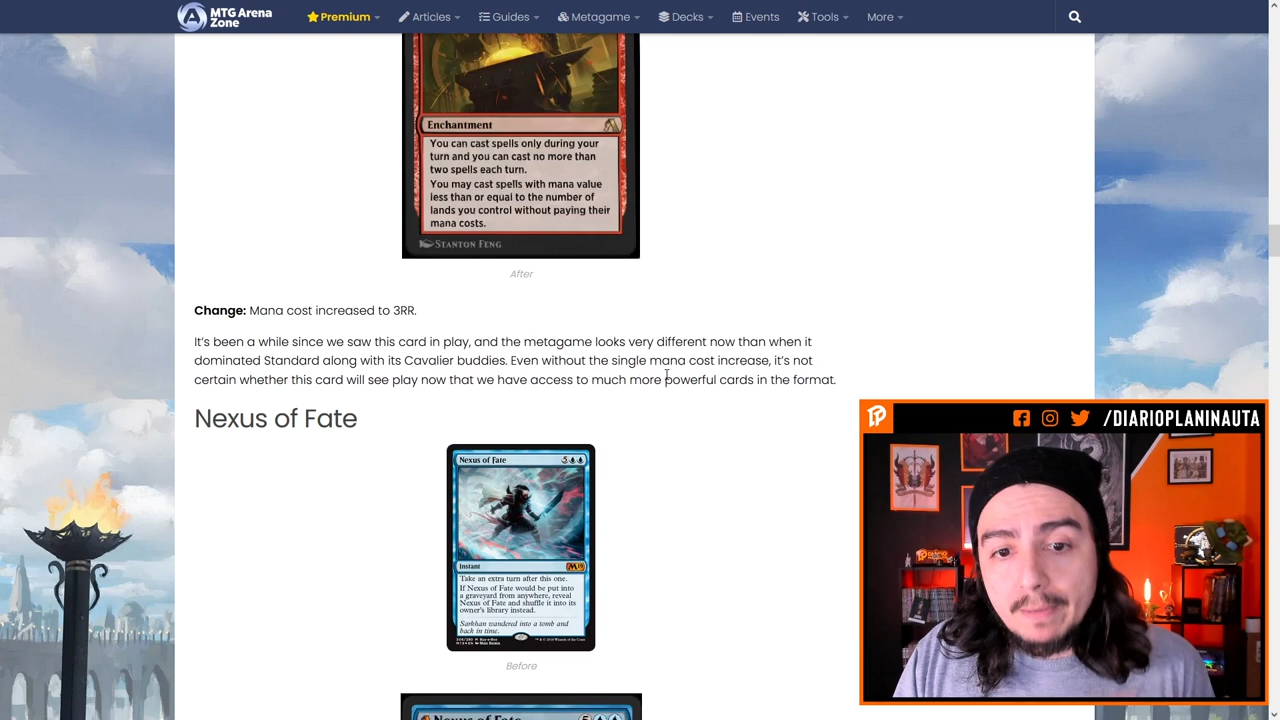 MTG Arena
Zone
Premium
Articles
Guides
Metagame
Decks
Events
Tools
More
Enchantment
You can cast spells only during your
turn and you can cast no more than
two spells each turn.
You may cast spells with mana value
less than or equal to the number of
lands you control without paying their
mana costs.
STANTON FENG
After
Change: Mana cost increased to 3RR.
It's been a while since we saw this card in play, and the metagame looks very different now than when it
dominated Standard along with its Cavalier buddies. Even without the single mana cost increase, it's not
certain whether this card will see play now that we have access to much more powerful cards in the format.
Nexus of Fate
Nexus of Fate
5
Instant
M19
Take an extra turn after this one.
If Nexus of Fate would be put into
a graveyard from anywhere, reveal
Nexus of Fate and shuffle it into its
owner's library instead.
Sarkhan wandered into a tomb and
back in time.
Before
Nexus of Fate
5
/DIARIOPLANINAUTA